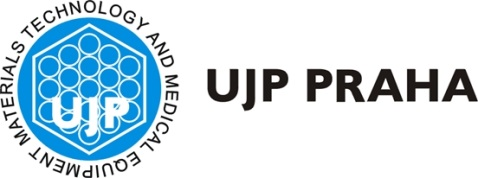 MATERIALS TECHNOLOGY AND MEDICAL EQUIPMENT
UJP
UJP PRAHA